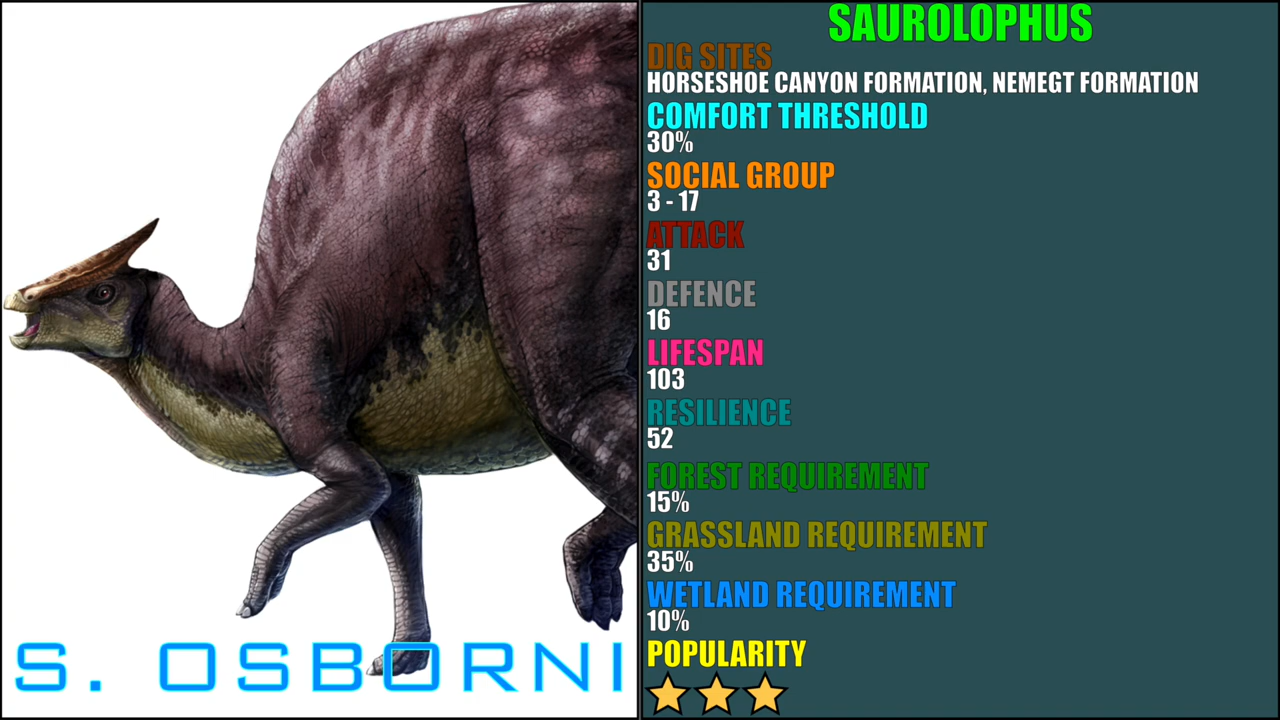 S. OSBORNI
SAUROLOPHUS
DIG SITES
HORSESHOE CANYON FORMATION, NEMEGT FORMATION
COMFORT THRESHOLD
30%
SOCIAL GROUP
3 - 17
ATTACK
31
DEFENCE
16
LIFESPAN
103
RESILIENCE
52
FOREST REQUIREMENT
15%
GRASSLAND REQUIREMENT
35%
WETLAND REQUIREMENT
10%
POPULARITY